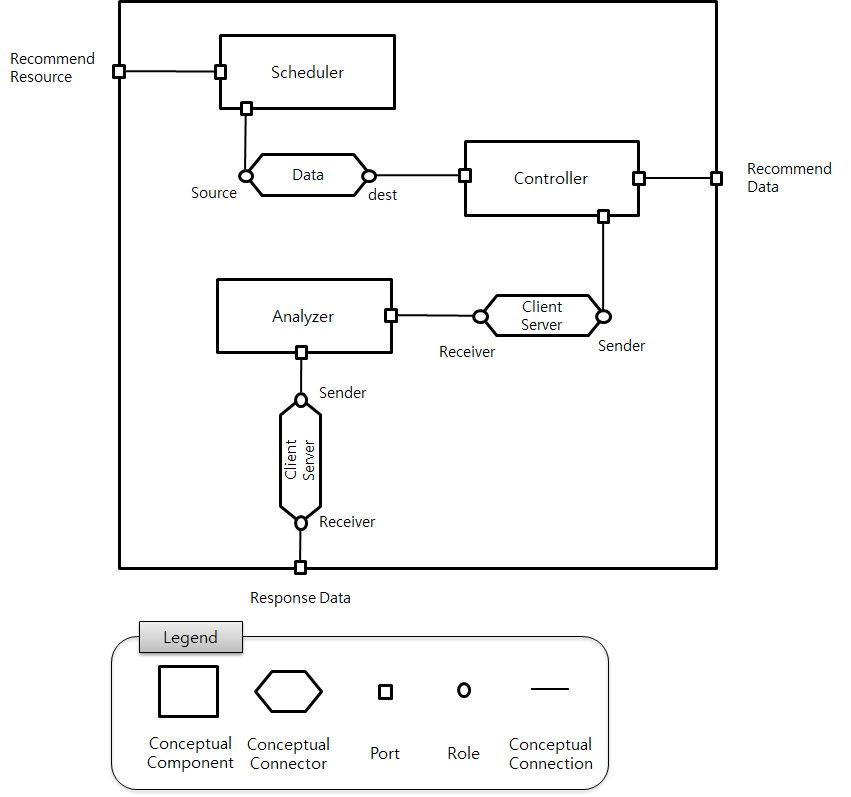 Recommend
Resource
Scheduler
Data
Source
dest
Controller
Recommend
Data
Analyzer
Client
Server
Receiver
Sender
Sender
Client
Server
Receiver
Response Data
Legend
Conceptual
Component
Conceptual
Connector
Port
Role
Conceptual
Connection